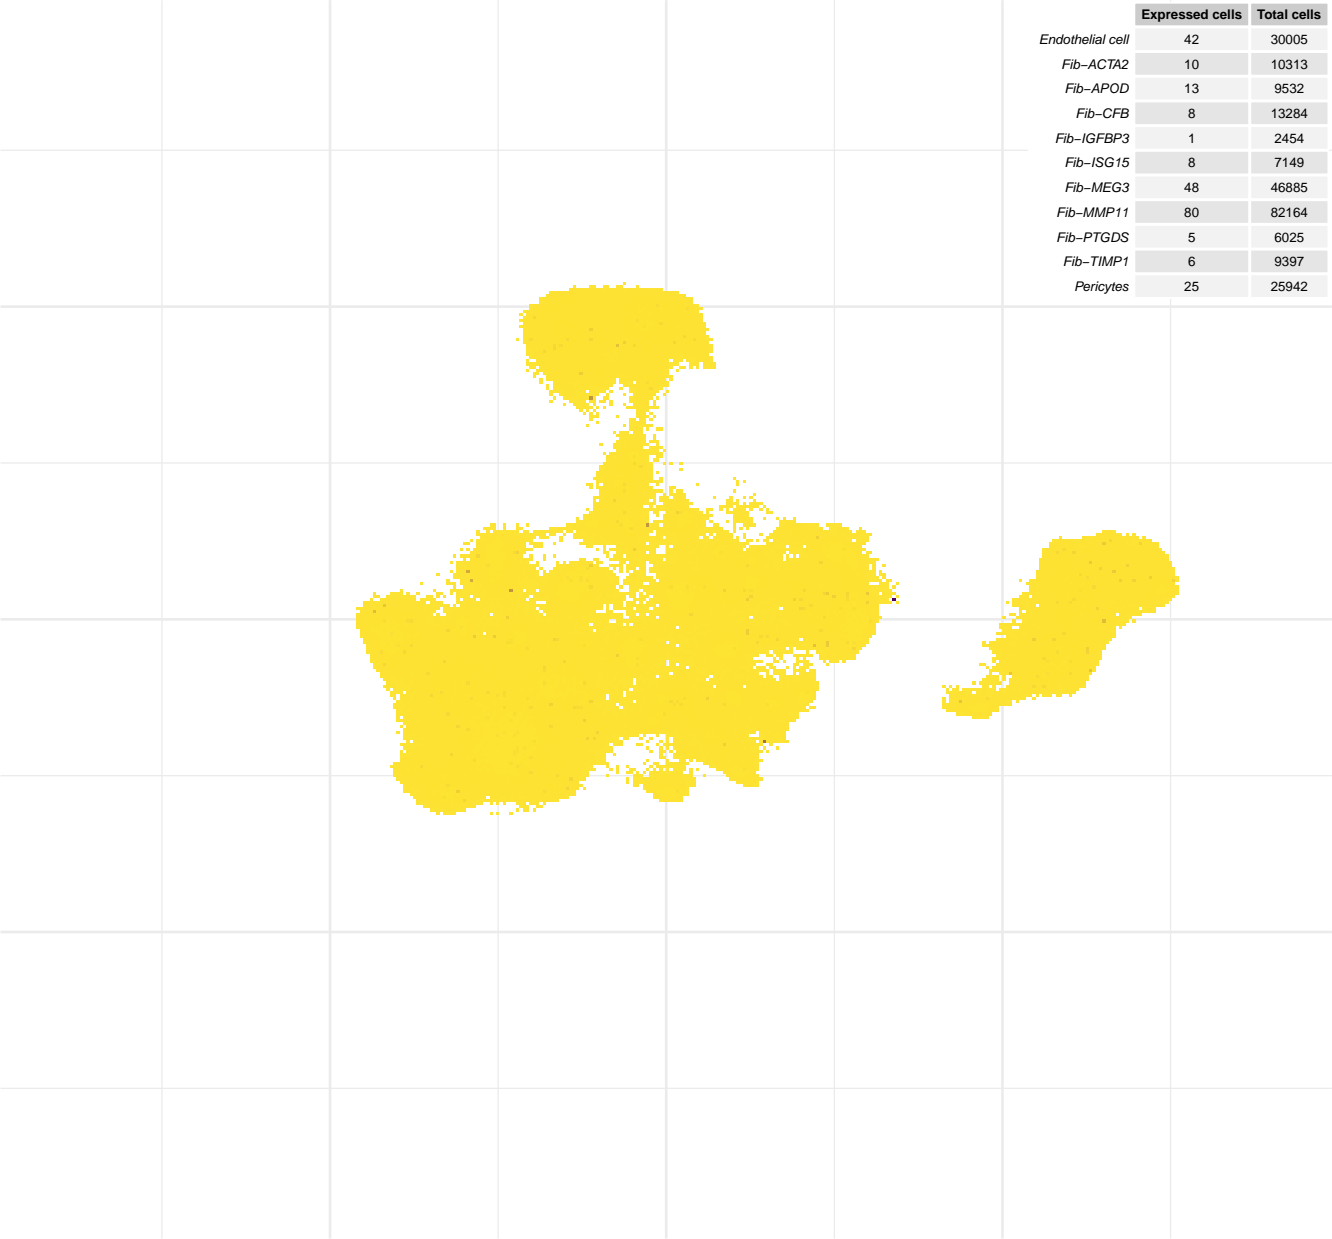 Expressed cells Total cells
Endothelial cell 42 30005
Fib−ACTA2 10 10313
Fib−APOD 13 9532
Fib−CFB 8 13284
Fib−IGFBP3 1 2454
Fib−ISG15 8 7149
Fib−MEG3 48 46885
Fib−MMP11 80 82164
Fib−PTGDS 5 6025
Fib−TIMP1 6 9397
Pericytes 25 25942